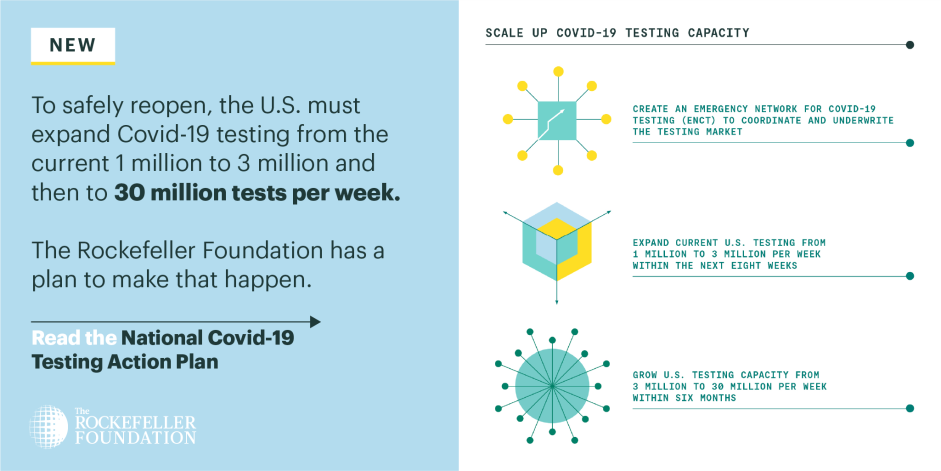 NEW
To safely reopen, the U.S. must
expand Covid-19 testing from the
current 1 million to 3 million and
then to 30 million tests per week.
The Rockefeller Foundation has a
plan to make that happen.
Read the National Covid-19
Testing Action Plan
The
ROCKEFELLER
FOUNDATION
SCALE UP COVID-19 TESTING CAPACITY
CREATE AN EMERGENCY NETWORK FOR COVID-19
TESTING (ENCT) TO COORDINATE AND UNDERWRITE
THE TESTING MARKET
EXPAND CURRENT U.S. TESTING FROM
1 MILLION TO 3 MILLION PER WEEK
WITHIN THE NEXT EIGHT WEEKS
GROW U.S. TESTING CAPACITY FROM
3 MILLION TO 30 MILLION PER WEEK
WITHIN SIX MONTHS